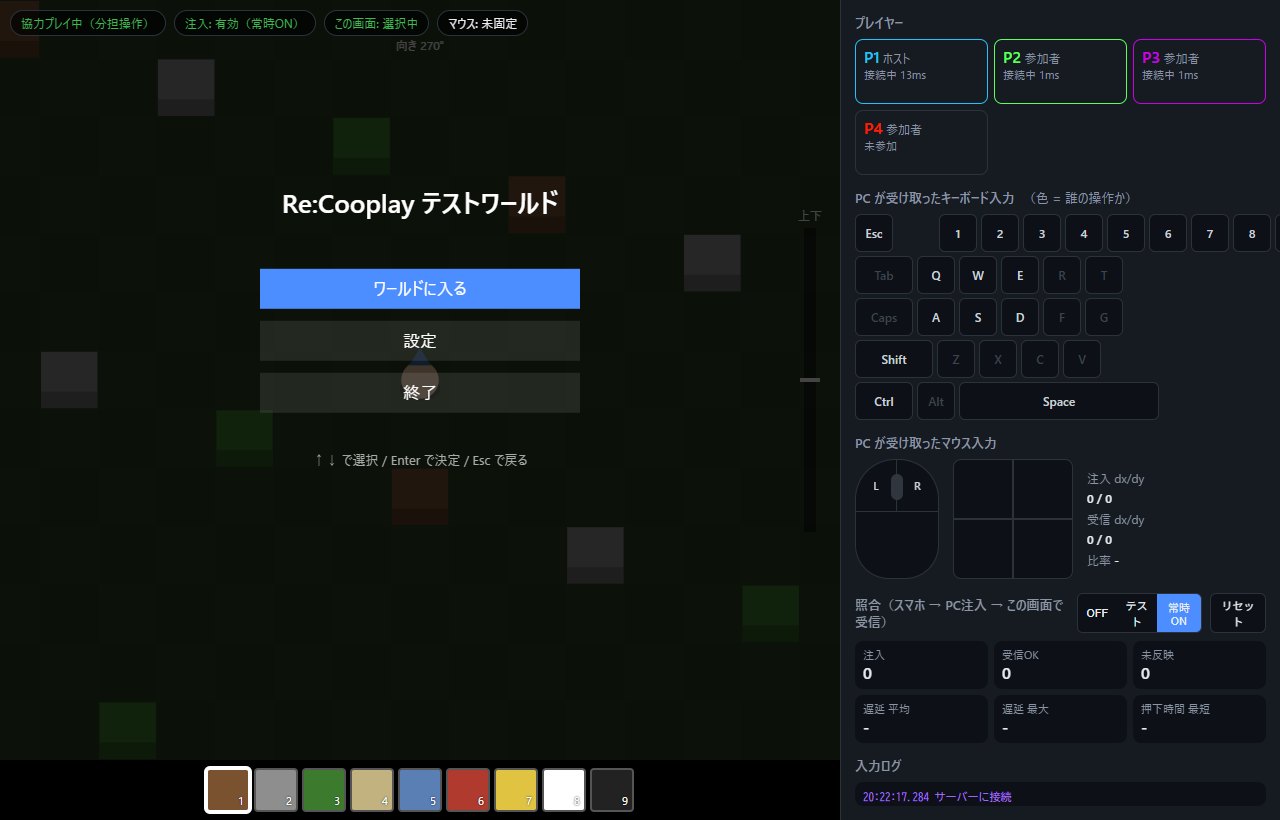 協力プレイ中（分担操作）
注入: 有効（常時ON）
この画面: 選択中
マウス: 未固定
向き 270°
Re:Cooplay テストワールド
上下
ワールドに入る
設定
終了
↑ ↓ で選択 / Enter で決定 / Esc で戻る
1 2 3 4 5 6 7 8 9
プレイヤー
P1 ホスト
接続中 13ms
P2 参加者
接続中 1ms
P3 参加者
接続中 1ms
P4 参加者
未参加
PC が受け取ったキーボード入力 （色 = 誰の操作か）
Esc 1 2 3 4 5 6 7 8
Tab Q W E R T
Caps A S D F G
Shift Z X C V
Ctrl Alt Space
PC が受け取ったマウス入力
L R
注入 dx/dy
0 / 0
受信 dx/dy
0 / 0
比率 -
照合（スマホ → PC注入 → この画面で
受信）
OFF
テス
ト
常時
ON
リセッ
ト
注入
0
受信OK
0
未反映
0
遅延 平均
-
遅延 最大
-
押下時間 最短
-
入力ログ
20:22:17.284 サーバーに接続